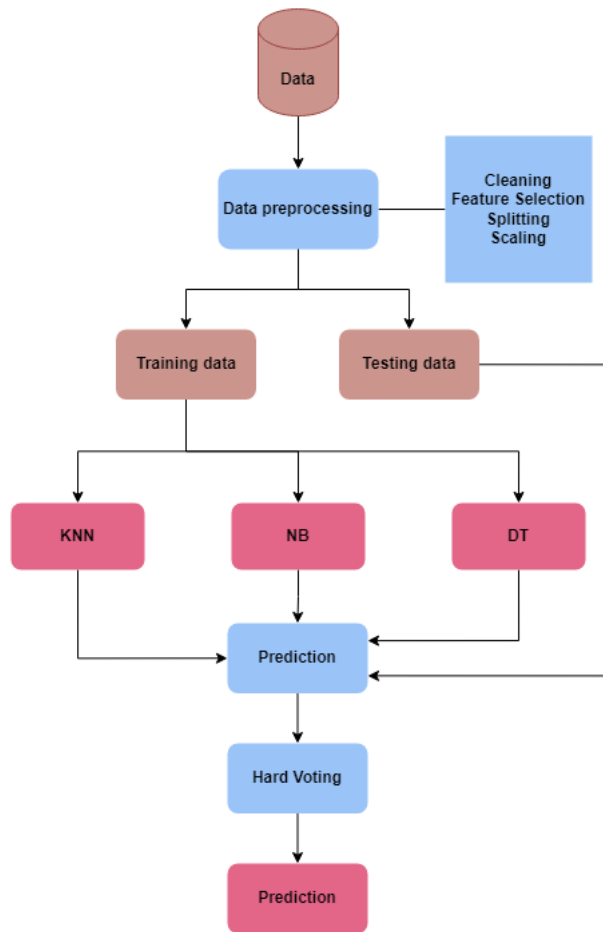 Data
Data preprocessing
Cleaning
Feature Selection
Splitting
Scaling
Training data
Testing data
KNN
NB
DT
Prediction
Hard Voting
Prediction